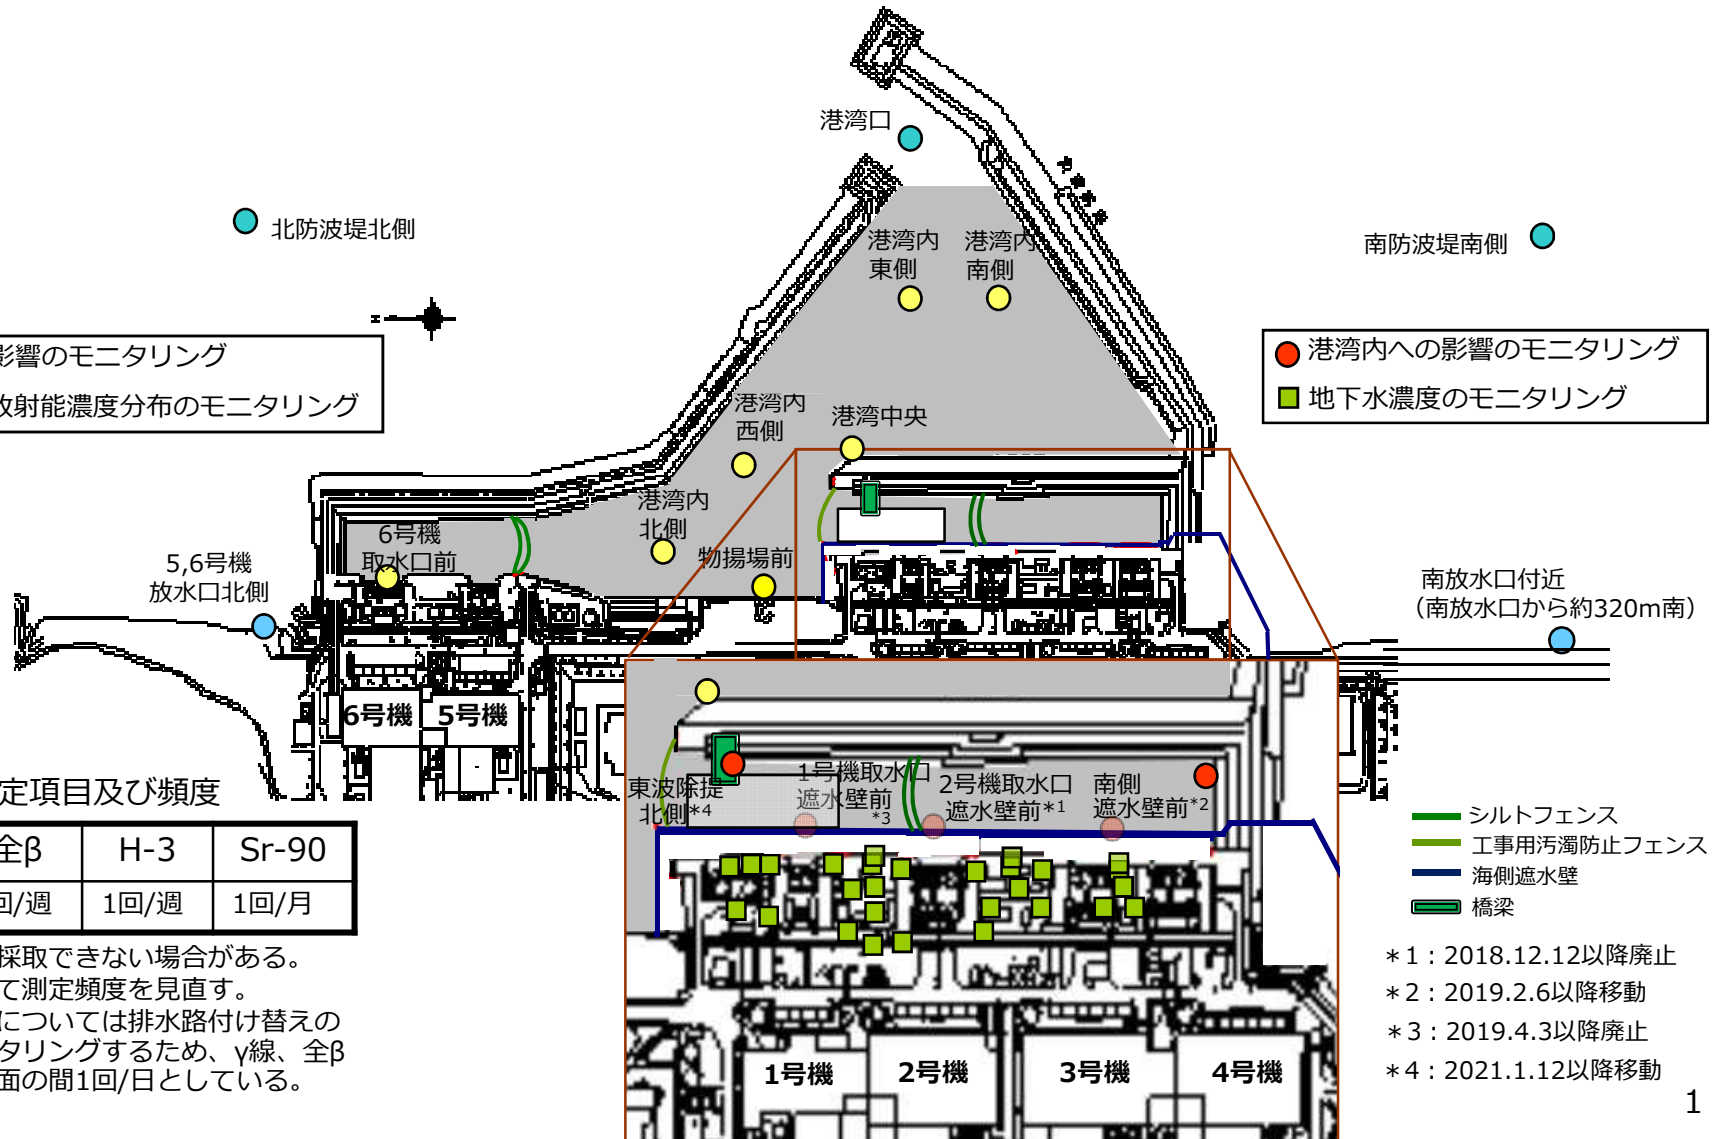 港湾口
北防波堤北側
港湾内
東側
港湾内
南側
南防波堤南側
影響のモニタリング
放射能濃度分布のモニタリング
港湾内への影響のモニタリング
地下水濃度のモニタリング
港湾内
西側
港湾中央
港湾内
北側
物揚場前
6号機
取水口前
5,6号機
放水口北側
南放水口付近
（南放水口から約320m南）
6号機
5号機
東波除提
北側*4
1号機取水口
遮水壁前
*3
2号機取水口
遮水壁前*1
南側
遮水壁前*2
1号機
2号機
3号機
4号機
シルトフェンス
工事用汚濁防止フェンス
海側遮水壁
橋梁
＊1：2018.12.12以降廃止
＊2：2019.2.6以降移動
＊3：2019.4.3以降廃止
＊4：2021.1.12以降移動
定項目及び頻度
全β H-3 Sr-90
回/週 1回/週 1回/月
採取できない場合がある。
て測定頻度を見直す。
については排水路付け替えの
タリングするため、γ線、全β
面の間1回/日としている。
1